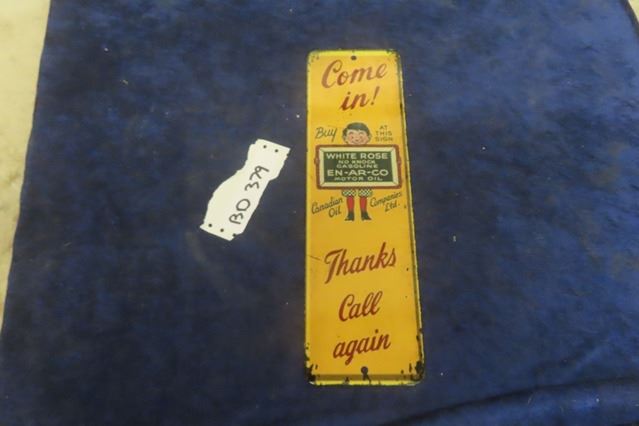 Come
in!
Buy AT THIS SIGN
WHITE ROSE
NO KNOCK
GASOLINE
EN-AR-CO
MOTOR OIL
Canadian Oil Companies Ltd.
Thanks
Call
again
BO 379